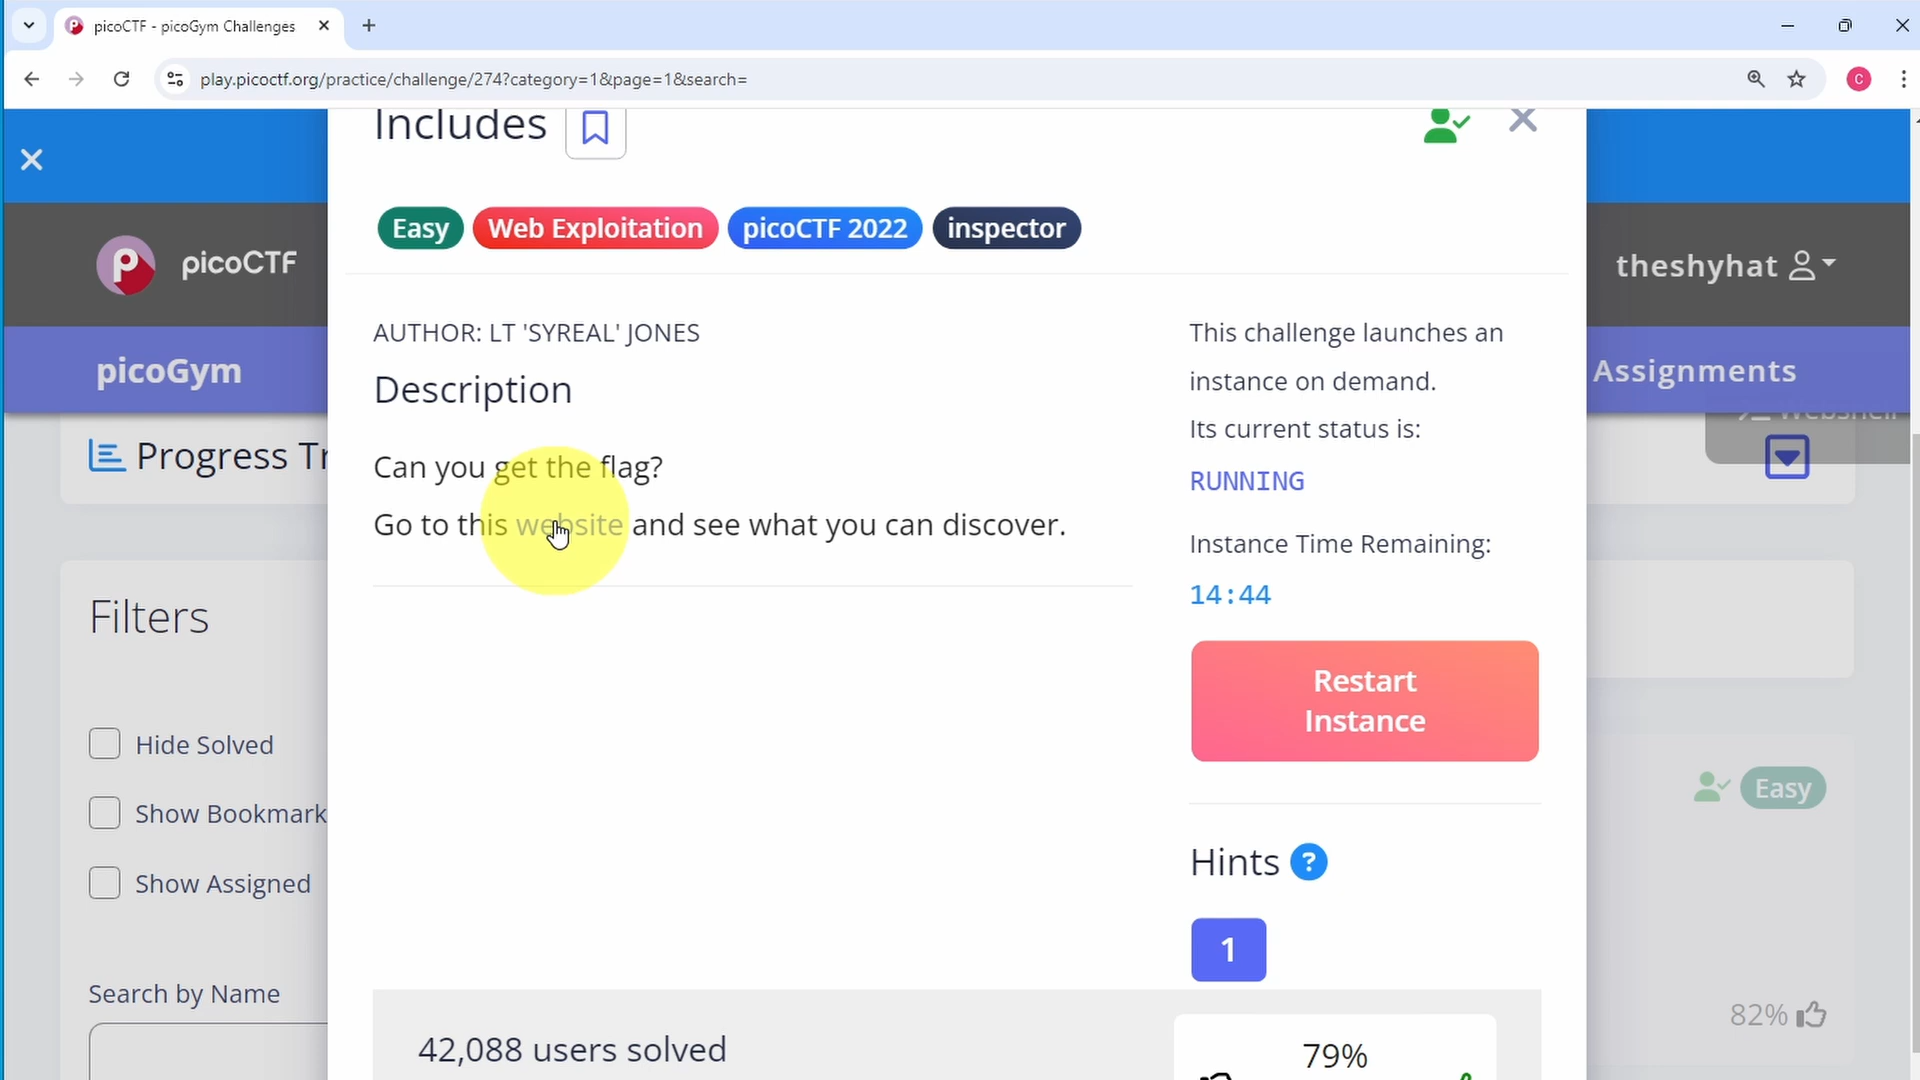 picoCTF - picoGym Challenges
play.picoctf.org/practice/challenge/274?category=1&page=1&search=
Includes
Easy
Web Exploitation
picoCTF 2022
inspector
picoCTF
theshyhat
picoGym
Assignments
Webshell
AUTHOR: LT 'SYREAL' JONES
Description
Can you get the flag?
Go to this website and see what you can discover.
This challenge launches an
instance on demand.
Its current status is:
RUNNING
Instance Time Remaining:
14:44
Restart
Instance
Hints ?
1
Progress Tr
Filters
Hide Solved
Show Bookmark
Show Assigned
Search by Name
Easy
82%
42,088 users solved
79%
C